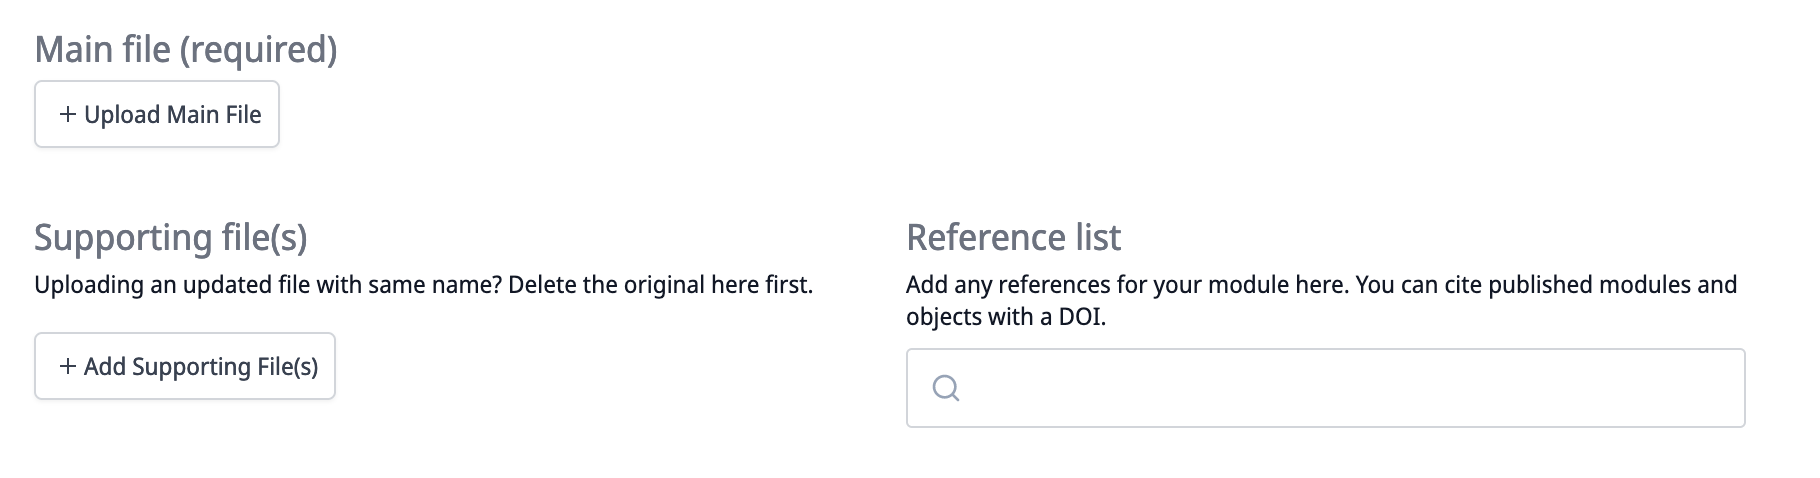 Main file (required)
+ Upload Main File
Supporting file(s)
Uploading an updated file with same name? Delete the original here first.
+ Add Supporting File(s)
Reference list
Add any references for your module here. You can cite published modules and
objects with a DOI.